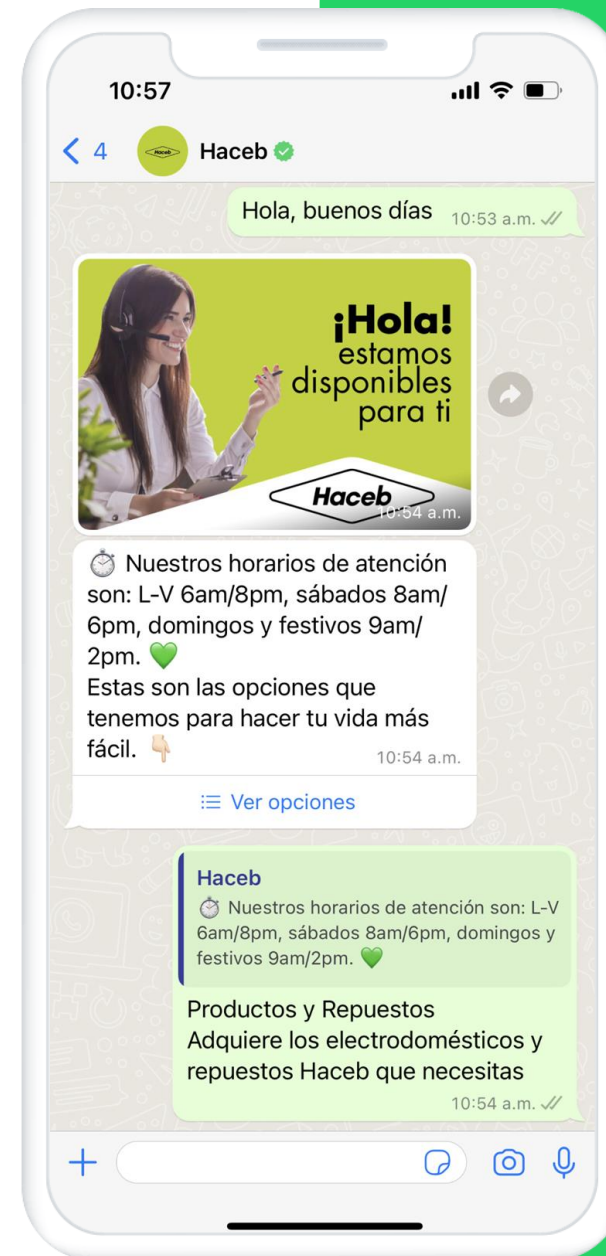 10:57
4
Haceb
Haceb
Hola, buenos días
10:53 a.m.
¡Hola!
estamos
disponibles
para ti
Haceb
10:54 a.m.
⏱ Nuestros horarios de atención
son: L-V 6am/8pm, sábados 8am/
6pm, domingos y festivos 9am/
2pm. 💚
Estas son las opciones que
tenemos para hacer tu vida más
fácil. 👇🏻
10:54 a.m.
Ver opciones
Haceb
⏱ Nuestros horarios de atención son: L-V
6am/8pm, sábados 8am/6pm, domingos y
festivos 9am/2pm. 💚
Productos y Repuestos
Adquiere los electrodomésticos y
repuestos Haceb que necesitas
10:54 a.m.